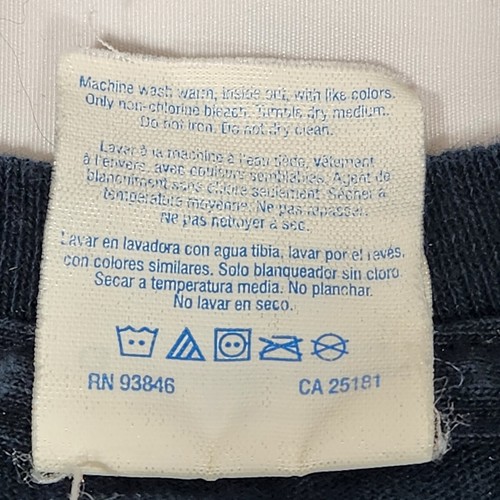 Machine wash warm, inside out, with like colors.
Only non-chlorine bleach. Tumble dry medium.
Do not iron. Do not dry clean.
Laver à la machine à l'eau tiède, vêtement
à l'envers, avec couleurs semblables. Agent de
blanchiment sans chlore seulement. Sécher à
température moyenne. Ne pas repasser.
Ne pas nettoyer à sec.
Lavar en lavadora con agua tibia, lavar por el revés,
con colores similares. Solo blanqueador sin cloro.
Secar a temperatura media. No planchar.
No lavar en seco.
RN 93846 CA 25181